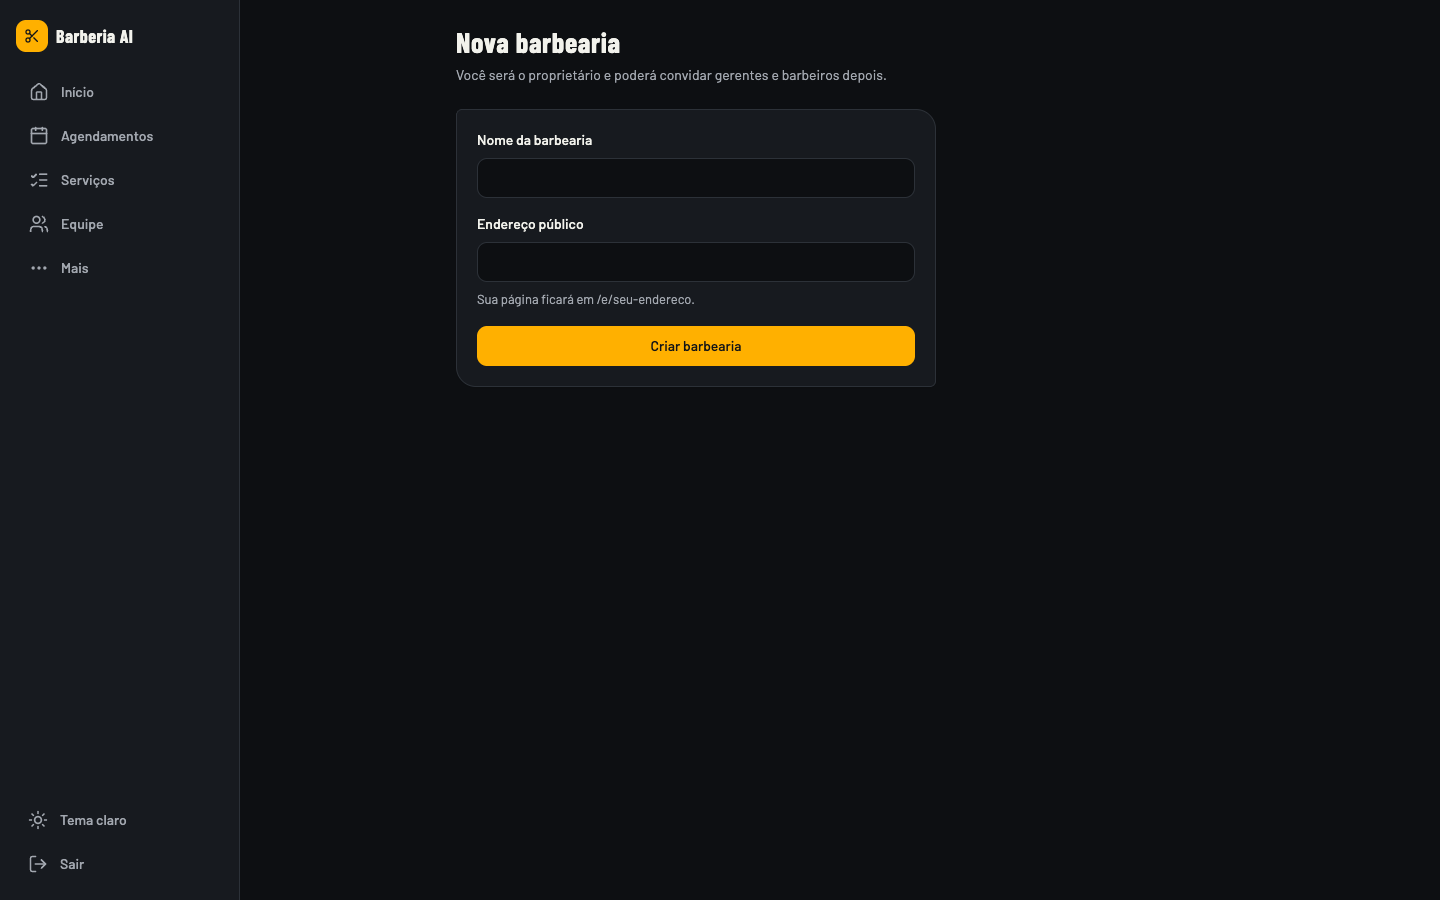 Barberia AI
Início
Agendamentos
Serviços
Equipe
Mais
Tema claro
Sair
Nova barbearia
Você será o proprietário e poderá convidar gerentes e barbeiros depois.
Nome da barbearia
Endereço público
Sua página ficará em /e/seu-endereco.
Criar barbearia